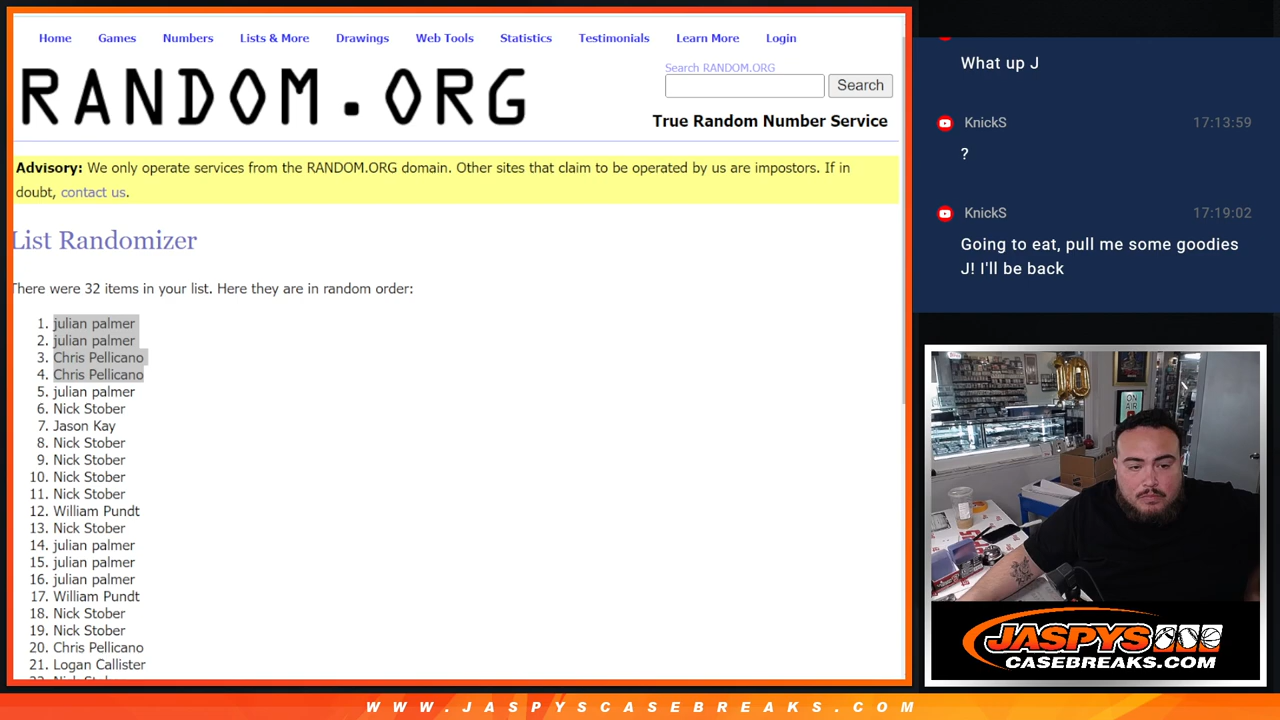 Home Games Numbers Lists & More Drawings Web Tools Statistics Testimonials Learn More Login
RANDOM.ORG
Search RANDOM.ORG
Search
True Random Number Service
Advisory: We only operate services from the RANDOM.ORG domain. Other sites that claim to be operated by us are impostors. If in
doubt, contact us.
List Randomizer
There were 32 items in your list. Here they are in random order:
1. julian palmer
2. julian palmer
3. Chris Pellicano
4. Chris Pellicano
5. julian palmer
6. Nick Stober
7. Jason Kay
8. Nick Stober
9. Nick Stober
10. Nick Stober
11. Nick Stober
12. William Pundt
13. Nick Stober
14. julian palmer
15. julian palmer
16. julian palmer
17. William Pundt
18. Nick Stober
19. Nick Stober
20. Chris Pellicano
21. Logan Callister
What up J
KnickS 17:13:59
?
KnickS 17:19:02
Going to eat, pull me some goodies
J! I'll be back
ON
AIR
JASPYS
CASEBREAKS.COM
WWW.JASPYSCASEBREAKS.COM